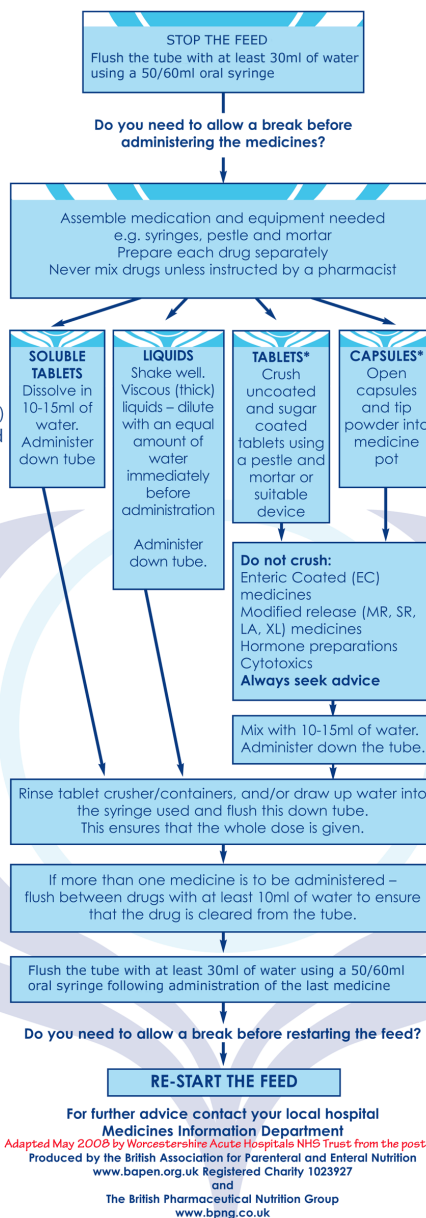 STOP THE FEED
Flush the tube with at least 30ml of water
using a 50/60ml oral syringe
Do you need to allow a break before
administering the medicines?
Assemble medication and equipment needed
e.g. syringes, pestle and mortar
Prepare each drug separately
Never mix drugs unless instructed by a pharmacist
SOLUBLE
TABLETS
Dissolve in
10-15ml of
water.
Administer
down tube
LIQUIDS
Shake well.
Viscous (thick)
liquids – dilute
with an equal
amount of
water
immediately
before
administration
Administer
down tube.
TABLETS*
Crush
uncoated
and sugar
coated
tablets using
a pestle and
mortar or
suitable
device
CAPSULES*
Open
capsules
and tip
powder into
medicine
pot
Do not crush:
Enteric Coated (EC)
medicines
Modified release (MR, SR,
LA, XL) medicines
Hormone preparations
Cytotoxics
Always seek advice
Mix with 10-15ml of water.
Administer down the tube.
Rinse tablet crusher/containers, and/or draw up water into
the syringe used and flush this down tube.
This ensures that the whole dose is given.
If more than one medicine is to be administered –
flush between drugs with at least 10ml of water to ensure
that the drug is cleared from the tube.
Flush the tube with at least 30ml of water using a 50/60ml
oral syringe following administration of the last medicine
Do you need to allow a break before restarting the feed?
RE-START THE FEED
For further advice contact your local hospital
Medicines Information Department
Adapted May 2008 by Worcestershire Acute Hospitals NHS Trust from the post
Produced by the British Association for Parenteral and Enteral Nutrition
www.bapen.org.uk Registered Charity 1023927
and
The British Pharmaceutical Nutrition Group
www.bpng.co.uk